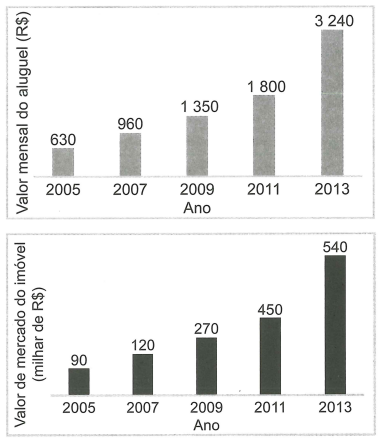 Valor mensal do aluguel (R$)
3 240
1 800
1 350
960
630
2005 2007 2009 2011 2013
Ano
Valor de mercado do imóvel
(milhar de R$)
540
450
270
120
90
2005 2007 2009 2011 2013
Ano